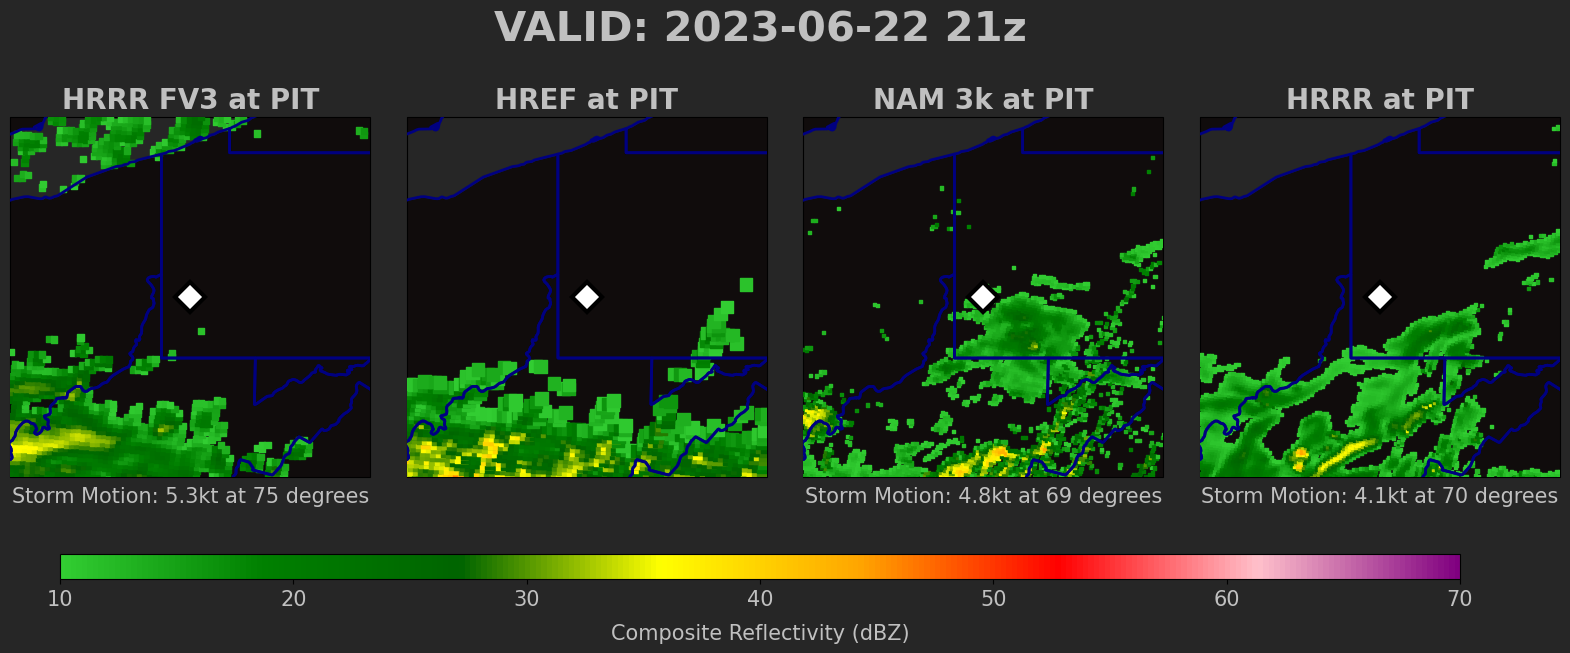 VALID: 2023-06-22 21z
HRRR FV3 at PIT
HREF at PIT
NAM 3k at PIT
HRRR at PIT
Storm Motion: 5.3kt at 75 degrees
Storm Motion: 4.8kt at 69 degrees
Storm Motion: 4.1kt at 70 degrees
10 20 30 40 50 60 70
Composite Reflectivity (dBZ)